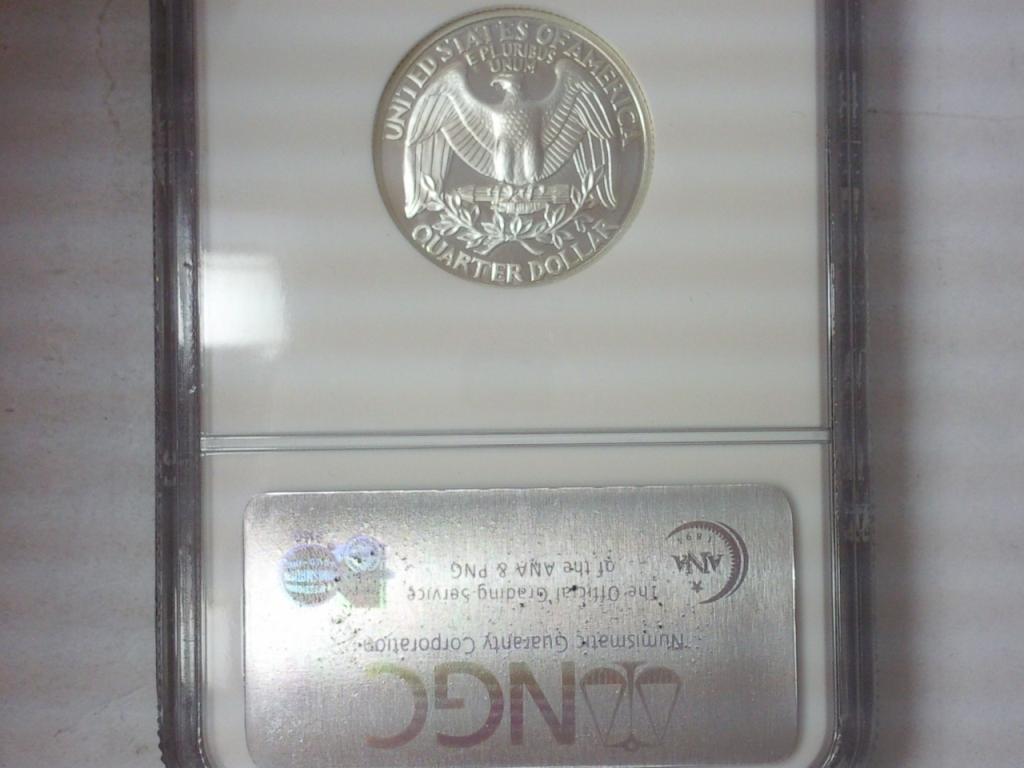 UNITED STATES OF AMERICA
E PLURIBUS
UNUM
QUARTER DOLLAR
NGC
Numismatic Guaranty Corporation
The Official Grading Service
of the ANA & PNG
ANA